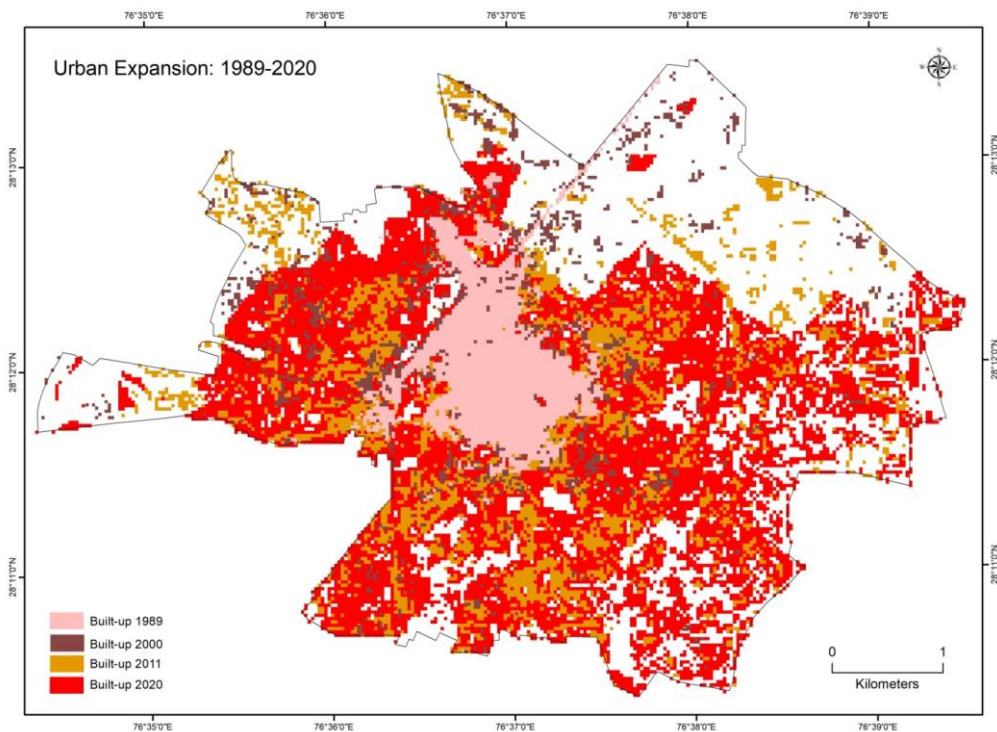 76°35'0"E 76°36'0"E 76°37'0"E 76°38'0"E 76°39'0"E
Urban Expansion: 1989-2020
N
W E
S
28°13'0"N 28°13'0"N
28°12'0"N 28°12'0"N
28°11'0"N 28°11'0"N
Built-up 1989
Built-up 2000
Built-up 2011
Built-up 2020
0 1
Kilometers
76°35'0"E 76°36'0"E 76°37'0"E 76°38'0"E 76°39'0"E